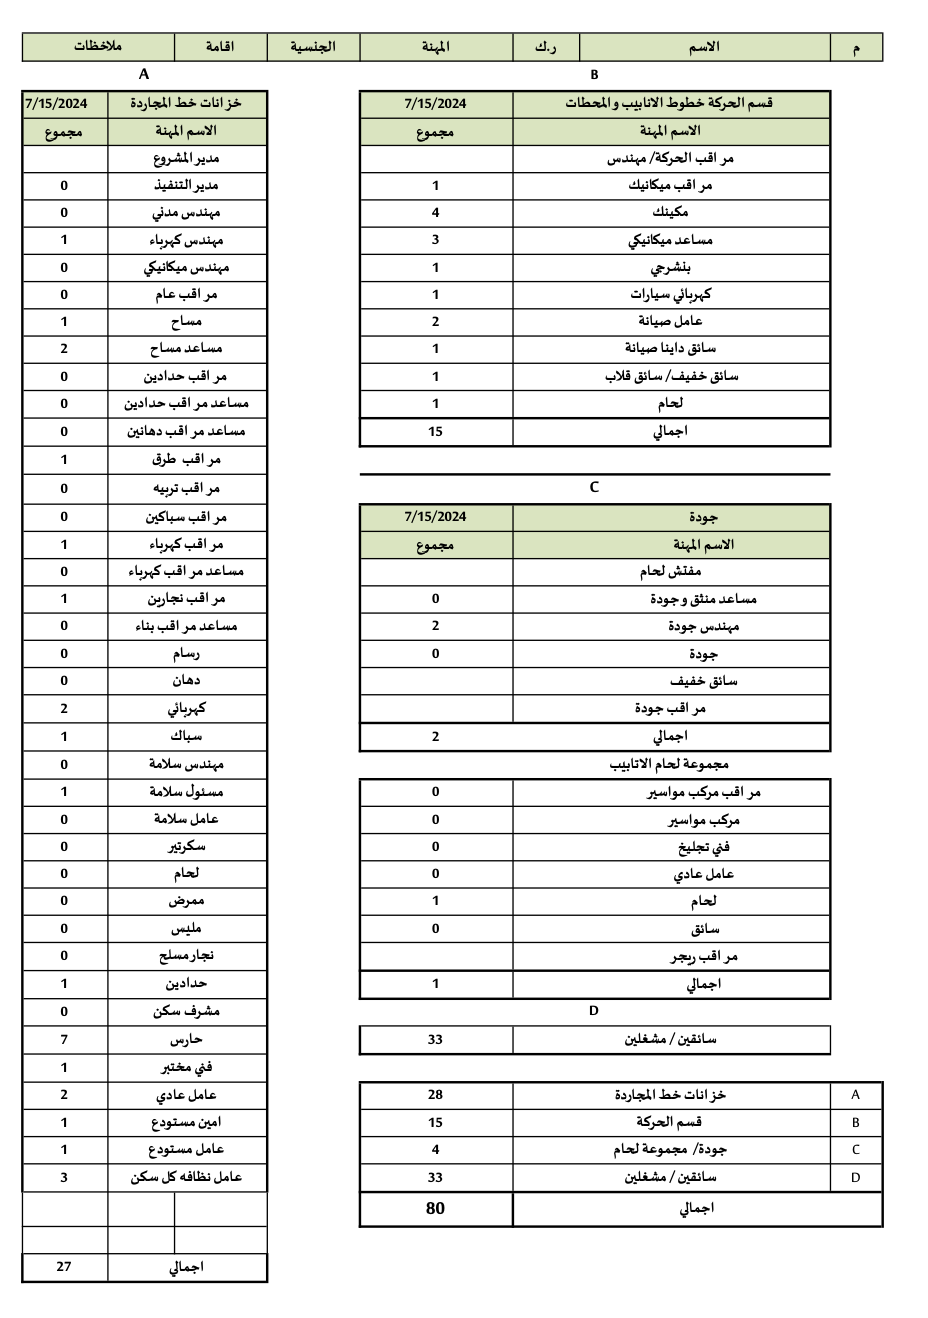 م الاسم ر.ك المهنة الجنسية اقامة ملاخظات
B
قسم الحركة خطوط الانابيب والمحطات 7/15/2024
الاسم المهنة مجموع
مراقب الحركة/ مهندس
مراقب ميكانيك 1
مكينك 4
مساعد ميكانيكي 3
بنشرجي 1
كهربائي سيارات 1
عامل صيانة 2
سائق داينا صيانة 1
سائق خفيف/ سائق قلاب 1
لحام 1
اجمالي 15
C
جودة 7/15/2024
الاسم المهنة مجموع
مفتش لحام
مساعد منثق وجودة 0
مهندس جودة 2
جودة 0
سائق خفيف
مراقب جودة
اجمالي 2
مجموعة لحام الاتابيب
مراقب مركب مواسير 0
مركب مواسير 0
فني تجليخ 0
عامل عادي 0
لحام 1
سائق 0
مراقب ريجر
اجمالي 1
D
سائقين / مشغلين 33
A خزانات خط المجاردة 28
B قسم الحركة 15
C جودة/ مجموعة لحام 4
D سائقين / مشغلين 33
اجمالي 80
A
خزانات خط المجاردة 7/15/2024
الاسم المهنة مجموع
مدير المشروع
مدير التنفيذ 0
مهندس مدني 0
مهندس كهرباء 1
مهندس ميكانيكي 0
مراقب عام 0
مساح 1
مساعد مساح 2
مراقب حدادين 0
مساعد مراقب حدادين 0
مساعد مراقب دهانين 0
مراقب طرق 1
مراقب تربيه 0
مراقب سباكين 0
مراقب كهرباء 1
مساعد مراقب كهرباء 0
مراقب نجارين 1
مساعد مراقب بناء 0
رسام 0
دهان 0
كهربائي 2
سباك 1
مهندس سلامة 0
مسئول سلامة 1
عامل سلامة 0
سكرتير 0
لحام 0
ممرض 0
مليس 0
نجارمسلح 0
حدادين 1
مشرف سكن 0
حارس 7
فني مختبر 1
عامل عادي 2
امين مستودع 1
عامل مستودع 1
عامل نظافه كل سكن 3
اجمالي 27